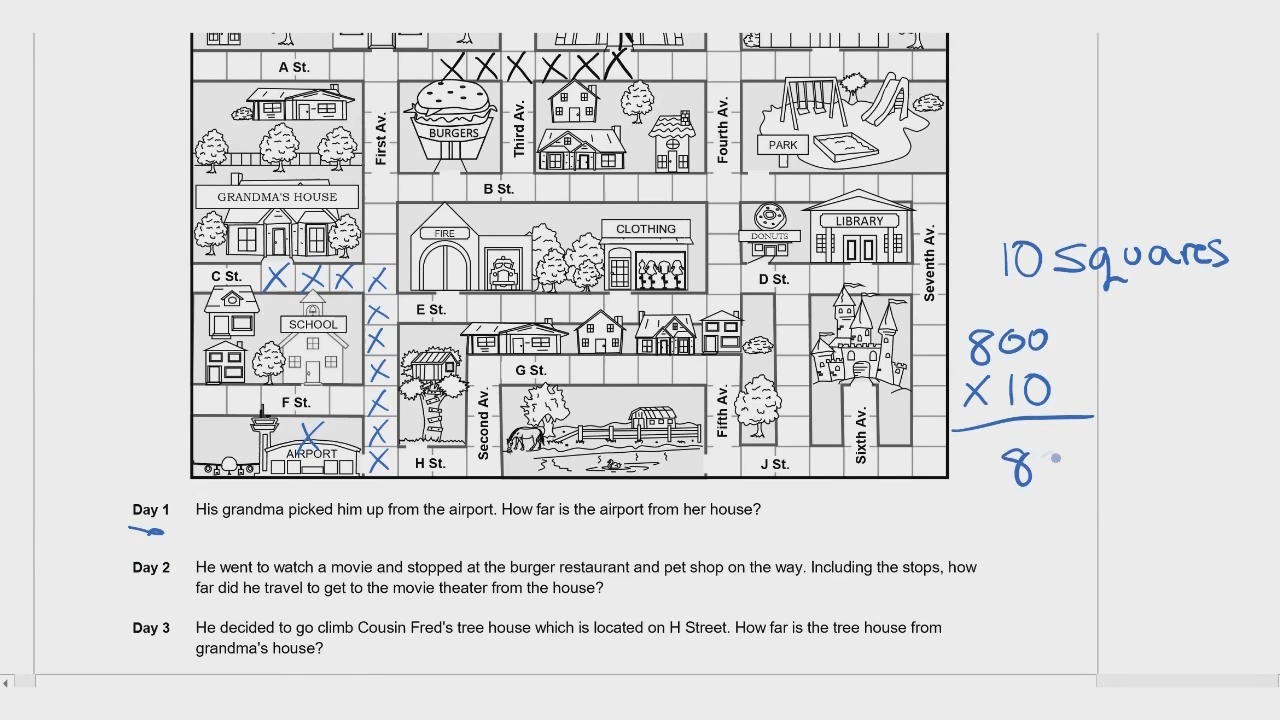 A St.
First Av.
BURGERS
Third Av.
Fourth Av.
PARK
B St.
GRANDMA'S HOUSE
FIRE
CLOTHING
DONUTS
LIBRARY
Seventh Av.
C St.
D St.
10 squares
E St.
SCHOOL
G St.
800
X 10
8
F St.
Second Av.
Fifth Av.
Sixth Av.
AIRPORT
H St.
J St.
Day 1 His grandma picked him up from the airport. How far is the airport from her house?
Day 2 He went to watch a movie and stopped at the burger restaurant and pet shop on the way. Including the stops, how
far did he travel to get to the movie theater from the house?
Day 3 He decided to go climb Cousin Fred's tree house which is located on H Street. How far is the tree house from
grandma's house?